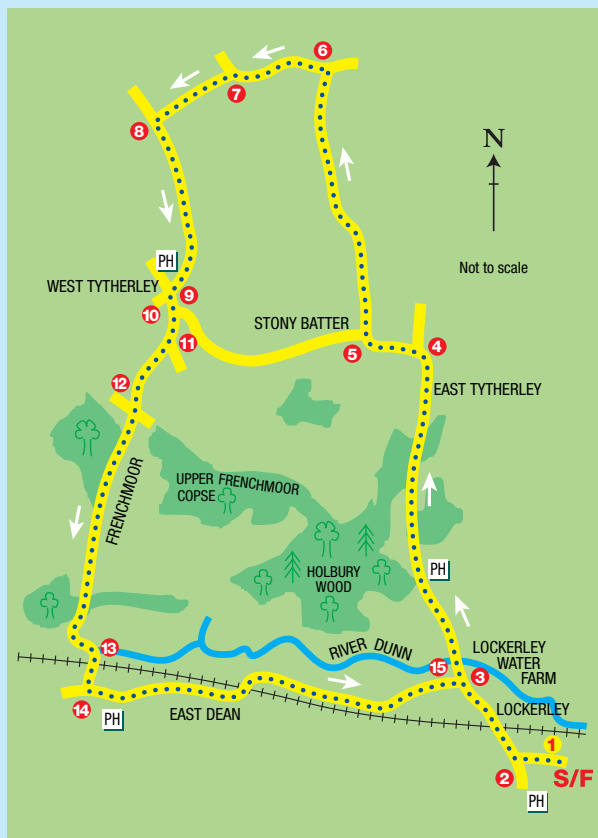 6
7
8
N
Not to scale
PH
WEST TYTHERLEY
9
10
STONY BATTER
11
5
4
12
EAST TYTHERLEY
FRENCHMOOR
UPPER FRENCHMOOR
COPSE
PH
HOLBURY
WOOD
13
RIVER DUNN
15
3
LOCKERLEY
WATER
FARM
14
PH
EAST DEAN
LOCKERLEY
1
2
S/F
PH